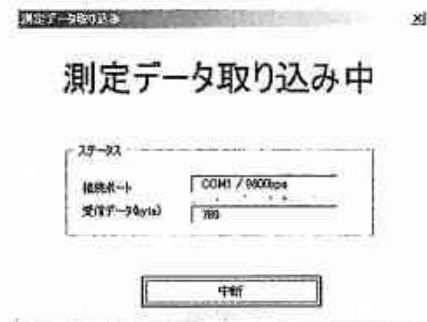 測定データ取り込み
測定データ取り込み中
ステータス
接続ポート COM1 / 9600bps
受信データ(byte) 789
中断